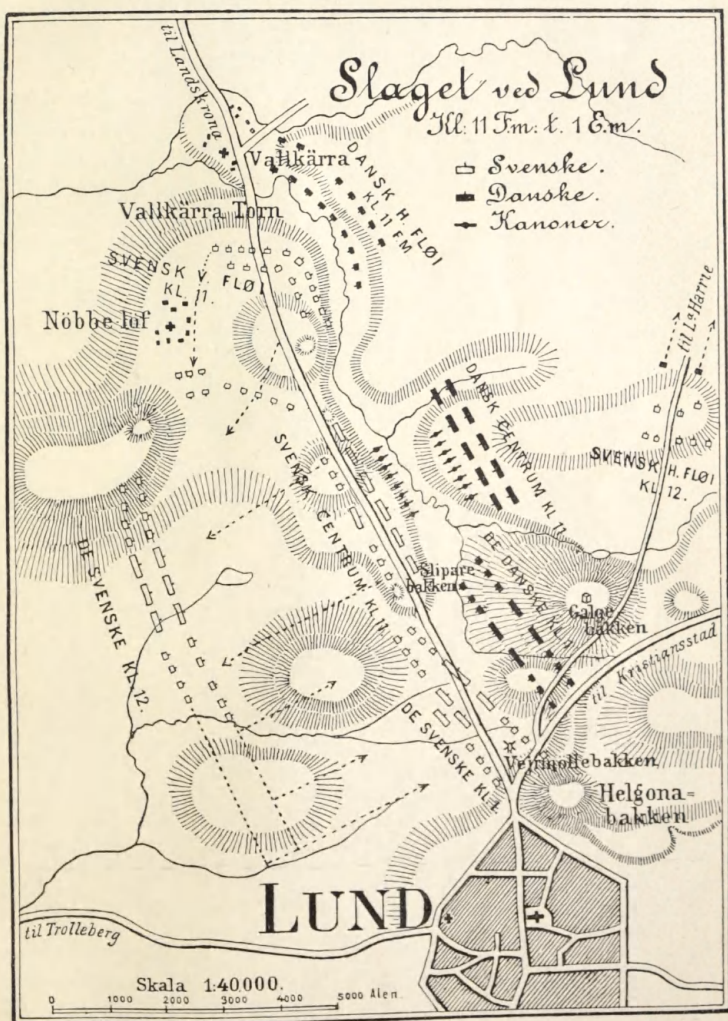 til Landskrona
Slaget ved Lund
Kl: 11 Fm: t. 1 E.m.
Svenske.
Danske.
Kanoner.
Vallkärra
DANSK H. FLØI
KL 11 FM
Vallkärra Torn
SVENSK V FLØI
KL. 11.
Nöbbe löf
til La Harrie
DANSK CENTRUM KL 11.
SVENSK H. FLØI
KL 12.
SVENSK CENTRUM KL 11.
DE SVENSKE KL 12.
Slipare
bakken
DE DANSKE KL 1.
Galge
bakken
til Kristiansstad
DE SVENSKE KL 1.
Veirmøllebakken.
Helgona=
bakken
LUND
til Trolleberg
Skala 1:40,000.
0 1000 2000 3000 4000 5000 Alen.